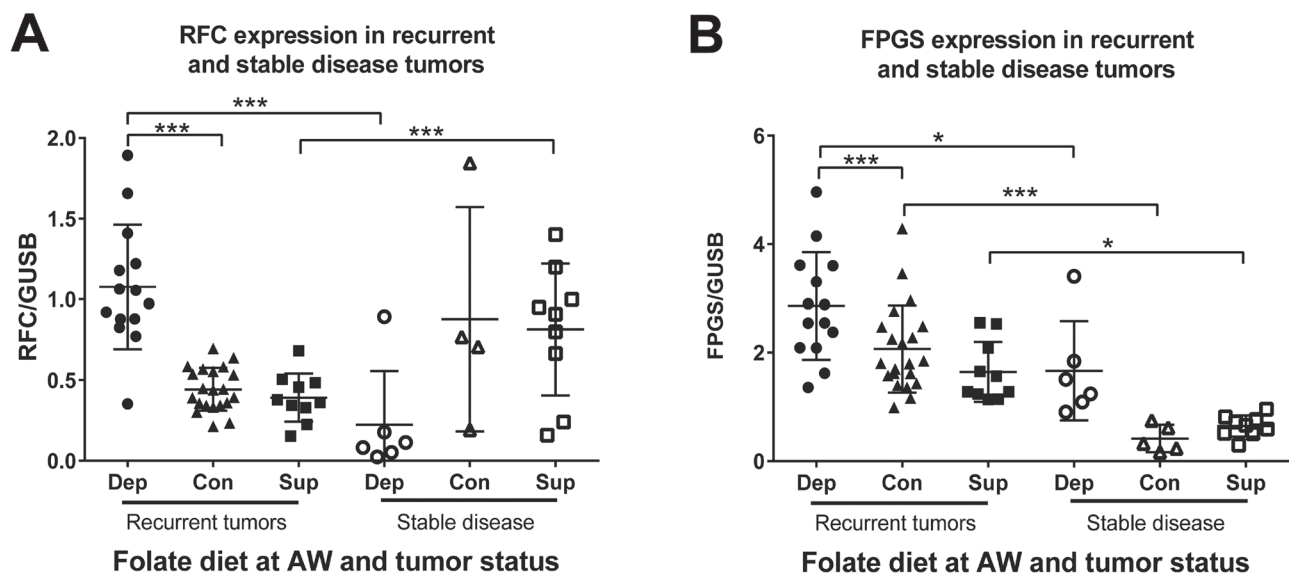 A
RFC expression in recurrent
and stable disease tumors
***
***
***
RFC/GUSB
2.0
1.5
1.0
0.5
0.0
Dep Con Sup Dep Con Sup
Recurrent tumors Stable disease
Folate diet at AW and tumor status
B
FPGS expression in recurrent
and stable disease tumors
*
***
***
*
FPGS/GUSB
6
4
2
0
Dep Con Sup Dep Con Sup
Recurrent tumors Stable disease
Folate diet at AW and tumor status